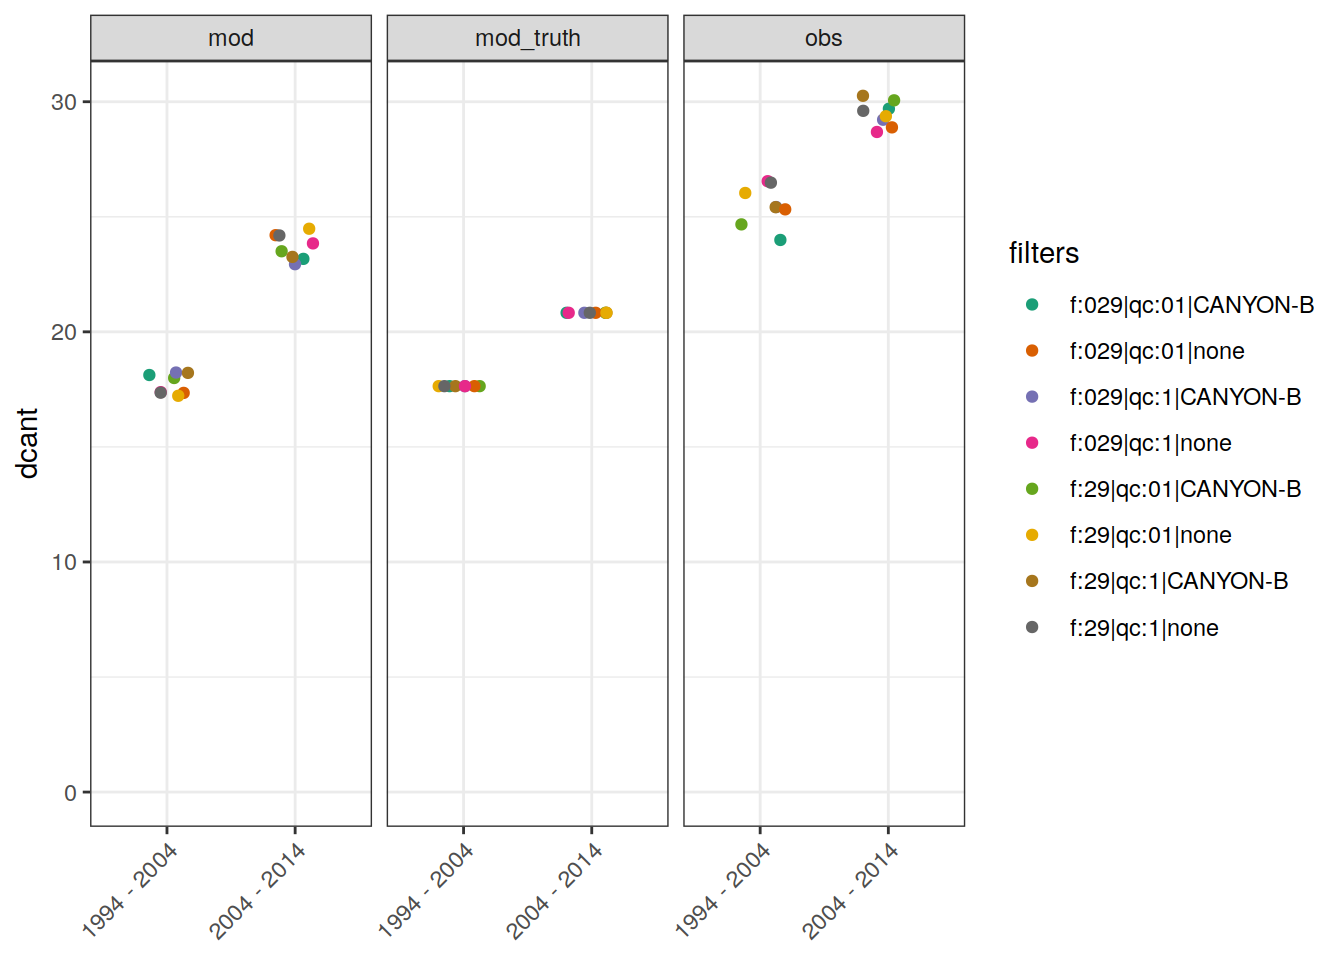 mod
mod_truth
obs
30
20
10
0
dcant
1994 - 2004
2004 - 2014
1994 - 2004
2004 - 2014
1994 - 2004
2004 - 2014
filters
f:029|qc:01|CANYON-B
f:029|qc:01|none
f:029|qc:1|CANYON-B
f:029|qc:1|none
f:29|qc:01|CANYON-B
f:29|qc:01|none
f:29|qc:1|CANYON-B
f:29|qc:1|none